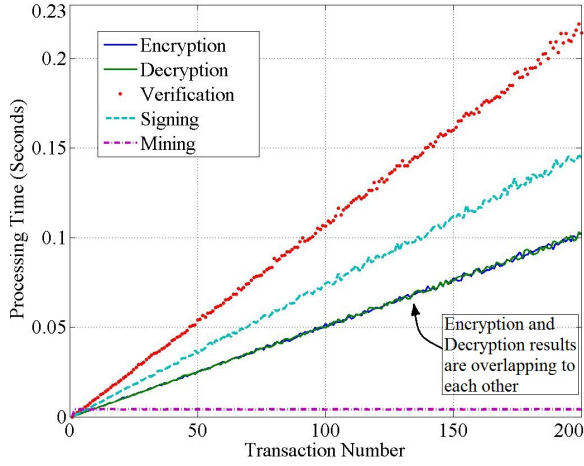 0.23
0.2
0.15
0.1
0.05
0
Processing Time (Seconds)
Encryption
Decryption
Verification
Signing
Mining
Encryption and
Decryption results
are overlapping to
each other
0
50
100
150
200
Transaction Number